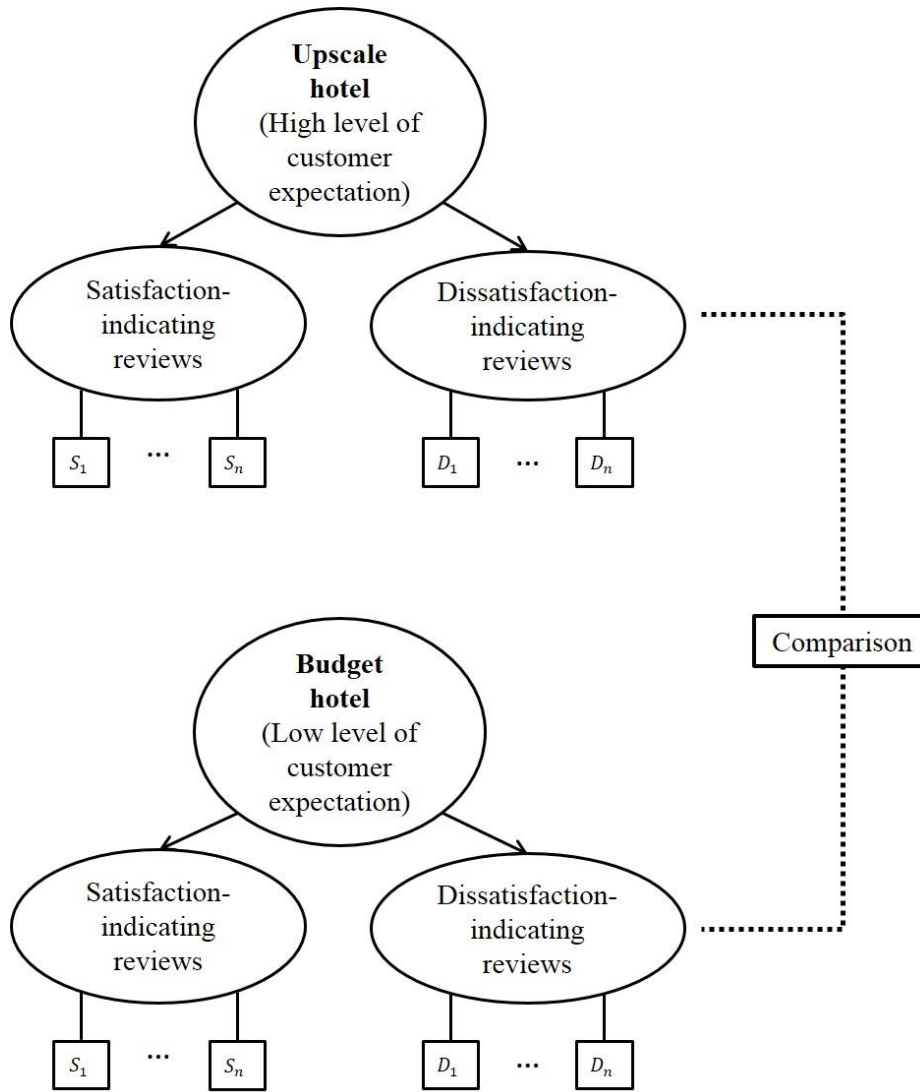 Upscale
hotel
(High level of
customer
expectation)
Satisfaction-
indicating
reviews
Dissatisfaction-
indicating
reviews
S₁ ... Sₙ
D₁ ... Dₙ
Comparison
Budget
hotel
(Low level of
customer
expectation)
Satisfaction-
indicating
reviews
Dissatisfaction-
indicating
reviews
S₁ ... Sₙ
D₁ ... Dₙ